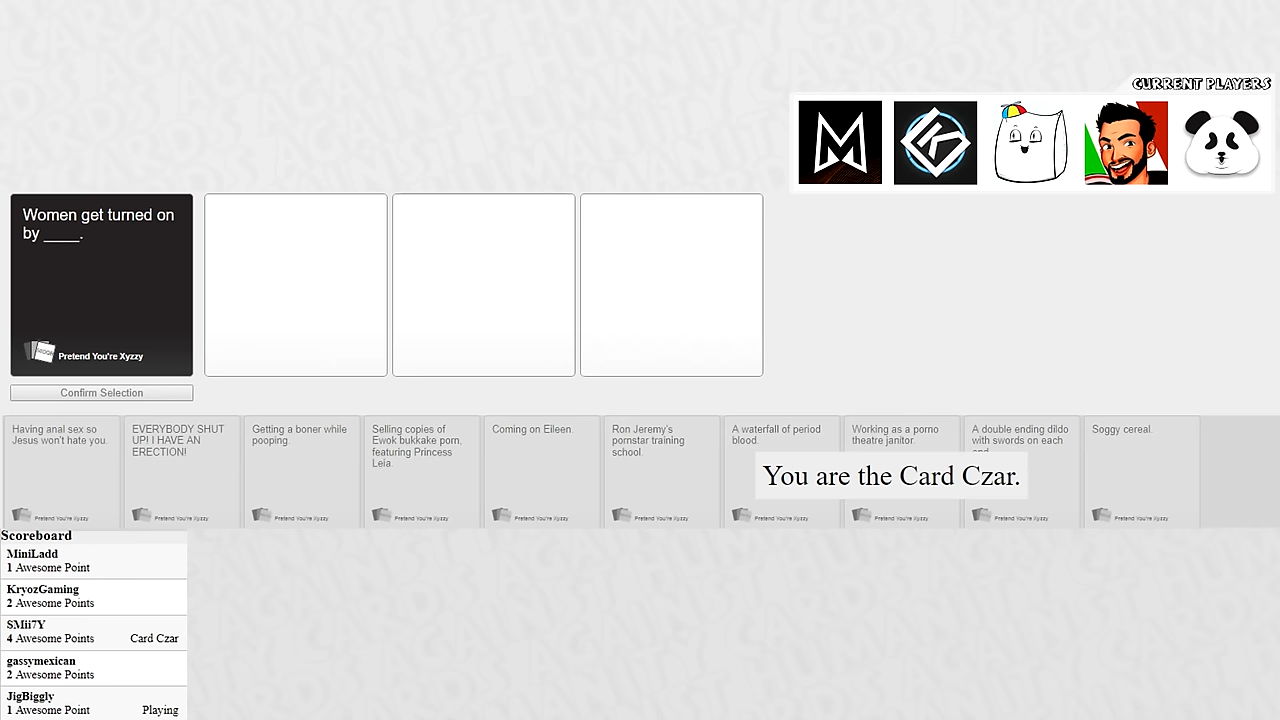 CURRENT PLAYERS
Women get turned on
by ____.
Pretend You're Xyzzy
Confirm Selection
Having anal sex so
Jesus won't hate you.
Pretend You're Xyzzy
EVERYBODY SHUT
UP! I HAVE AN
ERECTION!
Pretend You're Xyzzy
Getting a boner while
pooping.
Pretend You're Xyzzy
Selling copies of
Ewok bukkake porn,
featuring Princess
Leia.
Pretend You're Xyzzy
Coming on Eileen.
Pretend You're Xyzzy
Ron Jeremy's
pornstar training
school.
Pretend You're Xyzzy
A waterfall of period
blood.
Pretend You're Xyzzy
Working as a porno
theatre janitor.
Pretend You're Xyzzy
A double ending dildo
with swords on each
end.
Pretend You're Xyzzy
Soggy cereal.
Pretend You're Xyzzy
You are the Card Czar.
Scoreboard
MiniLadd
1 Awesome Point
KryozGaming
2 Awesome Points
SMii7Y
4 Awesome Points Card Czar
gassymexican
2 Awesome Points
JigBiggly
1 Awesome Point Playing